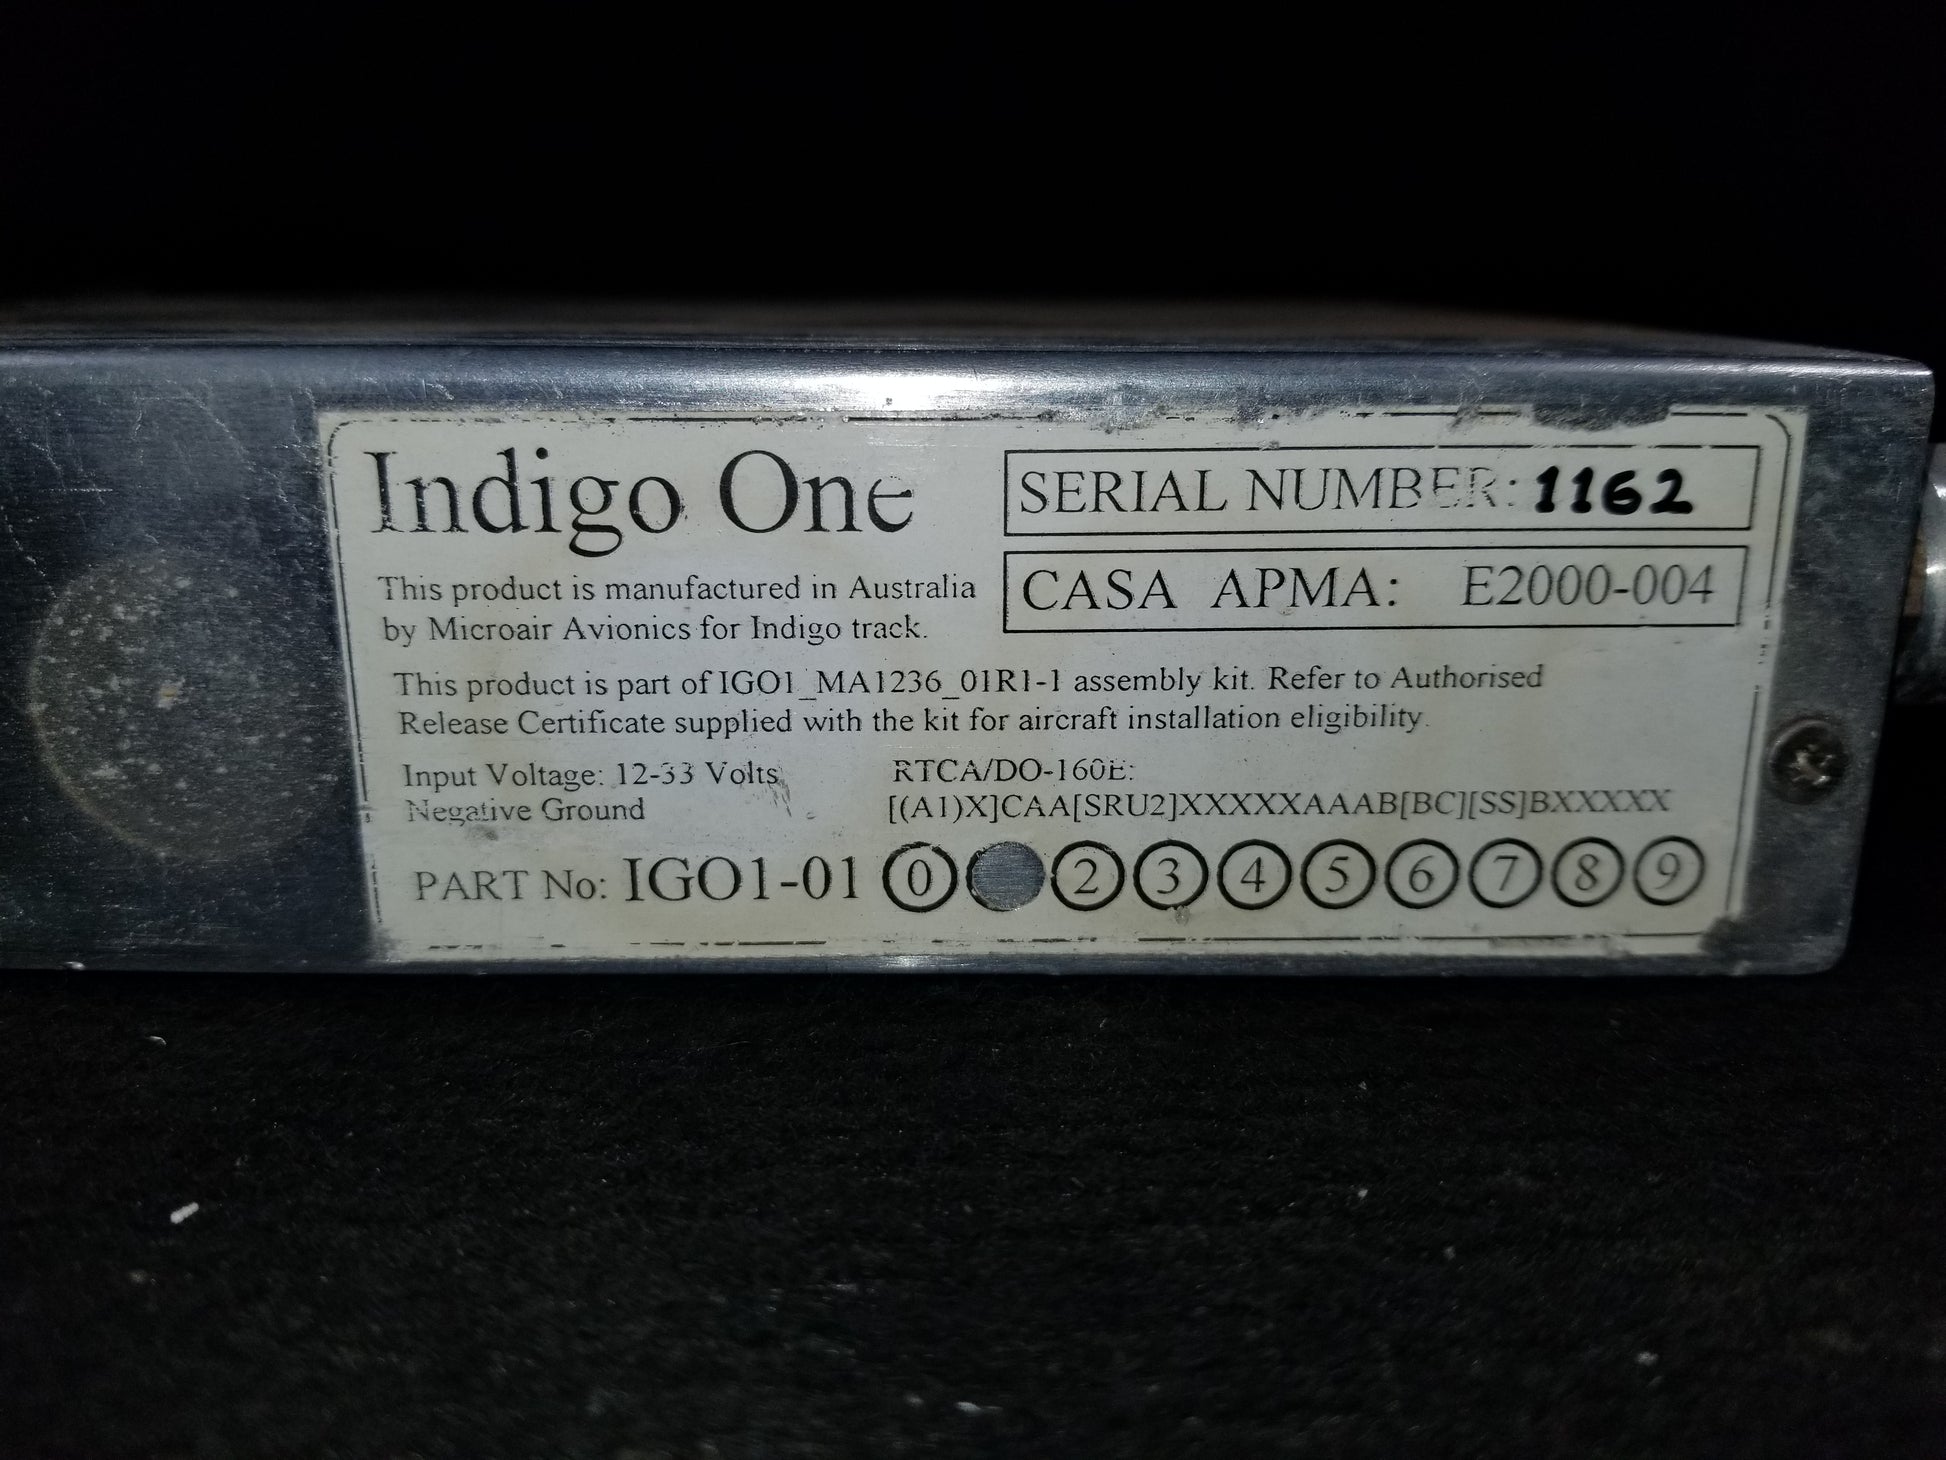 Indigo One
SERIAL NUMBER: 1162
This product is manufactured in Australia
by Microair Avionics for Indigo track.
CASA APMA: E2000-004
This product is part of IGO1_MA1236_01R1-1 assembly kit. Refer to Authorised
Release Certificate supplied with the kit for aircraft installation eligibility.
Input Voltage: 12-33 Volts
Negative Ground
RTCA/DO-160E:
[(A1)X]CAA[SRU2]XXXXXXAAAB[BC][SS]BXXXXX
PART No: IGO1-01 0 2 3 4 5 6 7 8 9